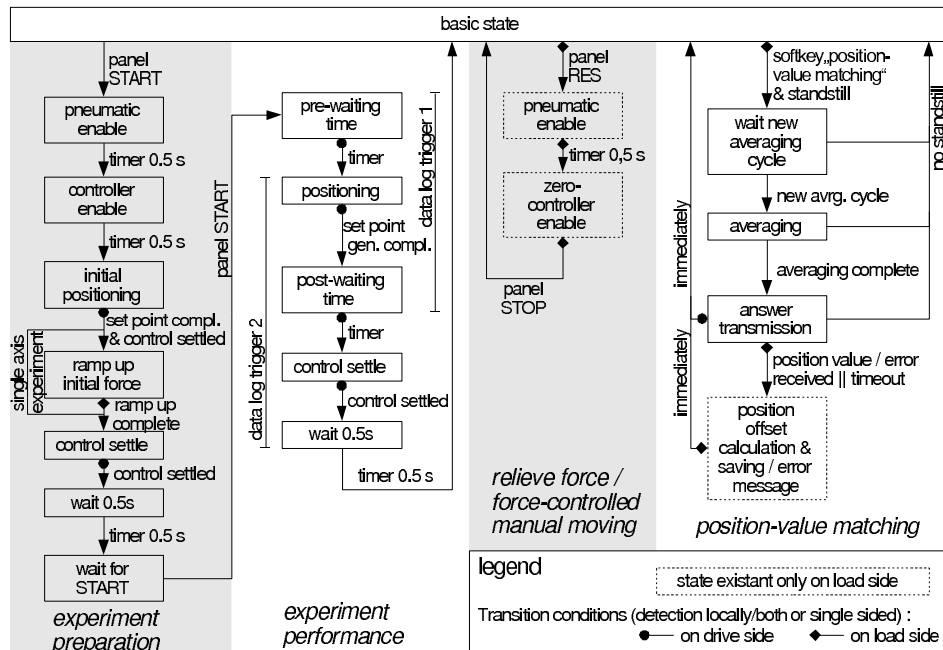 basic state
panel
START
pneumatic
enable
timer 0.5 s
controller
enable
timer 0.5 s
initial
positioning
set point compl.
& control settled
single axis
experiment
ramp up
initial force
ramp up
complete
control settle
control settled
wait 0.5s
timer 0.5 s
wait for
START
experiment
preparation
panel START
pre-waiting
time
timer
positioning
set point
gen. compl.
post-waiting
time
timer
control settle
control settled
wait 0.5s
timer 0.5 s
data log trigger 1
data log trigger 2
experiment
performance
panel
RES
pneumatic
enable
timer 0,5 s
zero-
controller
enable
panel
STOP
relieve force /
force-controlled
manual moving
softkey„position-
value matching“
& standstill
wait new
averaging
cycle
new avrg. cycle
averaging
averaging complete
answer
transmission
position value / error
received || timeout
position
offset
calculation &
saving / error
message
immediately
immediately
no standstill
position-value matching
legend
state existant only on load side
Transition conditions (detection locally/both or single sided) :
on drive side
on load side